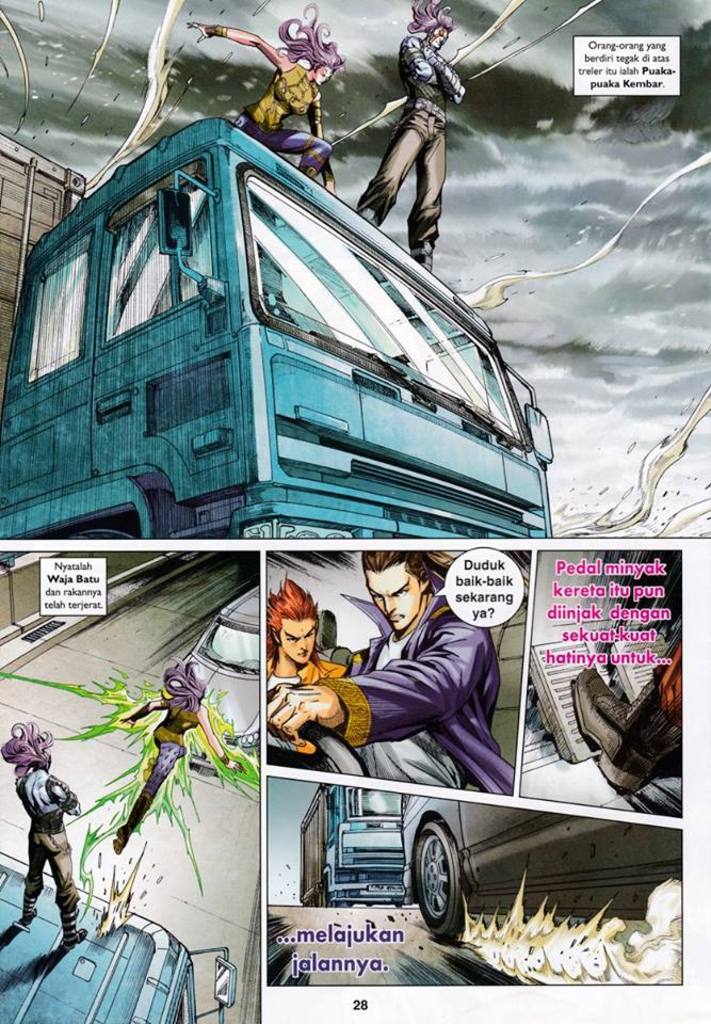 Orang-orang yang
berdiri tegak di atas
treler itu ialah Puaka-
puaka Kembar.
Nyatalah
Waja Batu
dan rakannya
telah terjerat.
Duduk
baik-baik
sekarang
ya?
Pedal minyak
kereta itu pun
diinjak dengan
sekuat-kuat
hatinya untuk...
...melajukan
jalannya.
28